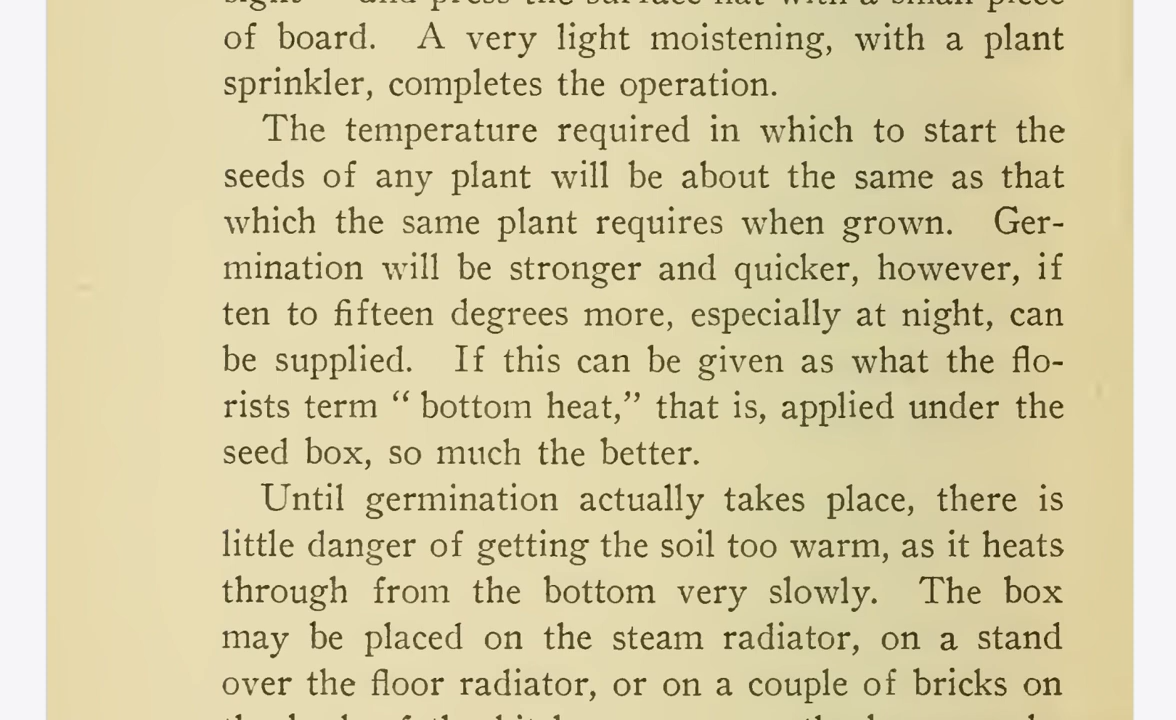 of board. A very light moistening, with a plant
sprinkler, completes the operation.
The temperature required in which to start the
seeds of any plant will be about the same as that
which the same plant requires when grown. Ger-
mination will be stronger and quicker, however, if
ten to fifteen degrees more, especially at night, can
be supplied. If this can be given as what the flo-
rists term “ bottom heat,” that is, applied under the
seed box, so much the better.
Until germination actually takes place, there is
little danger of getting the soil too warm, as it heats
through from the bottom very slowly. The box
may be placed on the steam radiator, on a stand
over the floor radiator, or on a couple of bricks on